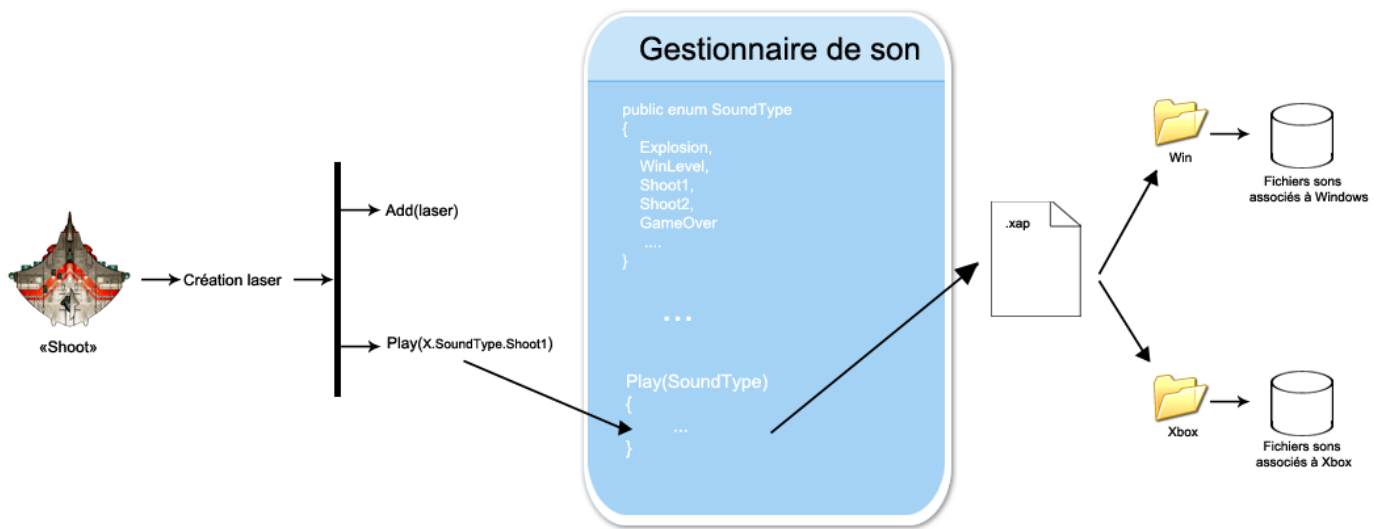 Gestionnaire de son
public enum SoundType
{
Explosion,
WinLevel,
Shoot1,
Shoot2,
GameOver
....
}
...
Play(SoundType)
{
...
}
«Shoot»
Création laser
Add(laser)
Play(X.SoundType.Shoot1)
.xap
Win
Fichiers sons
associés à Windows
Xbox
Fichiers sons
associés à Xbox